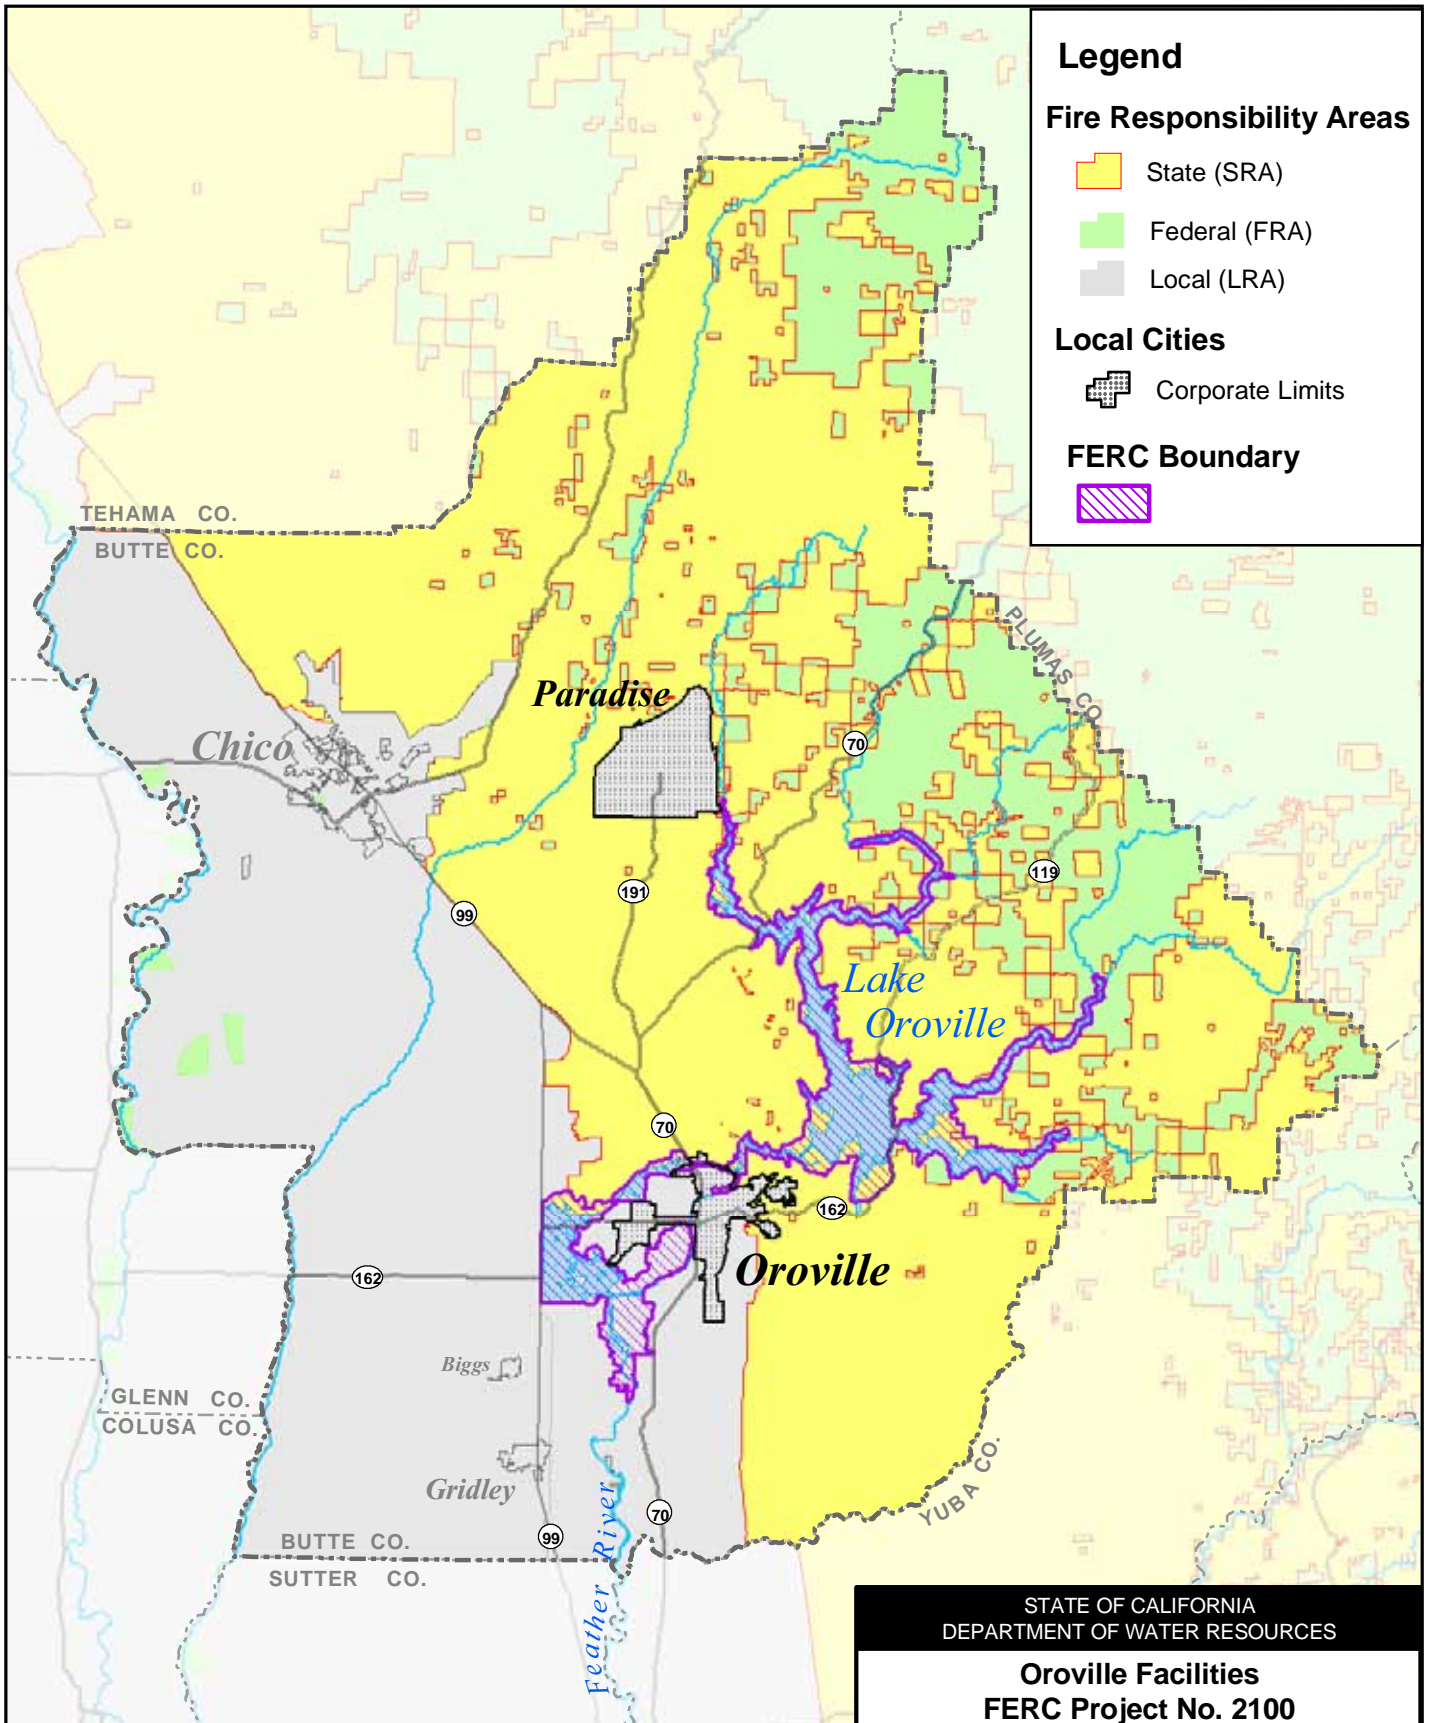 Legend
Fire Responsibility Areas
State (SRA)
Federal (FRA)
Local (LRA)
Local Cities
Corporate Limits
FERC Boundary
TEHAMA CO.
BUTTE CO.
PLUMAS CO.
Paradise
Chico
70
119
191
99
Lake
Oroville
70
162
Oroville
162
Biggs
GLENN CO.
COLUSA CO.
Gridley
YUBA CO.
70
99
Feather River
BUTTE CO.
SUTTER CO.
STATE OF CALIFORNIA
DEPARTMENT OF WATER RESOURCES
Oroville Facilities
FERC Project No. 2100